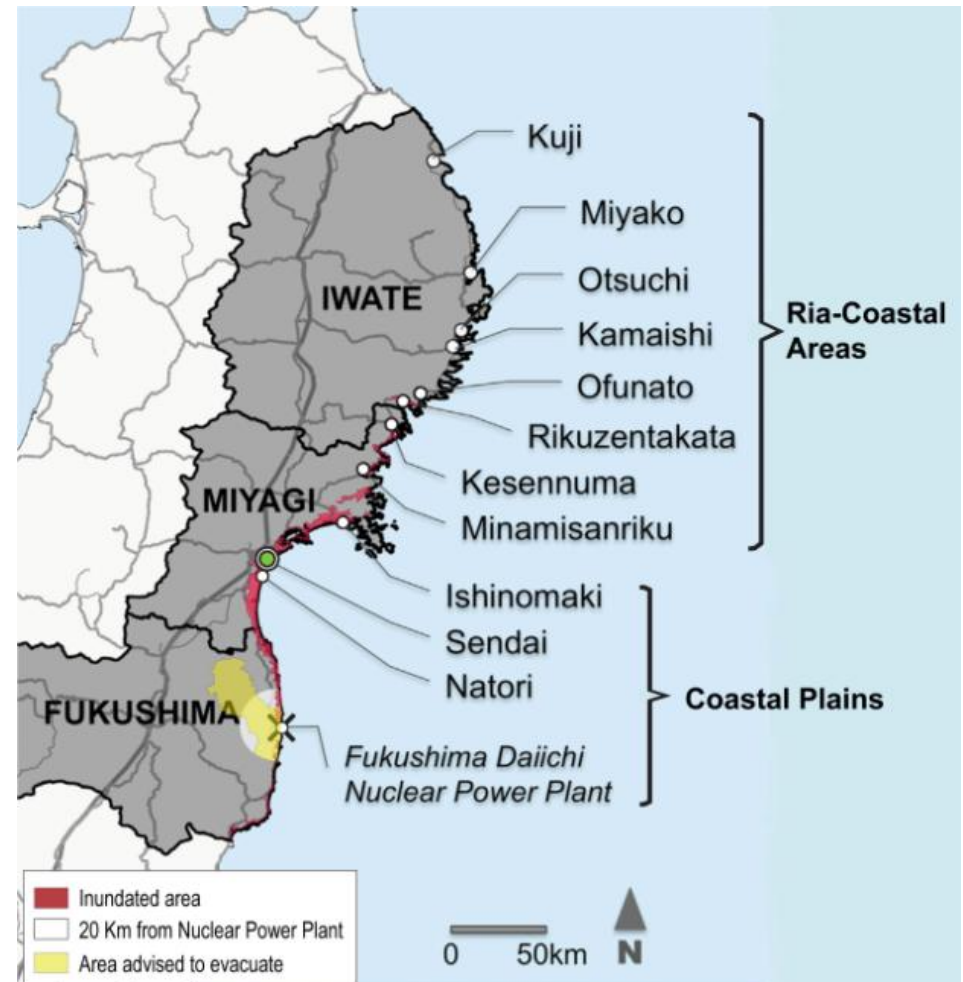 Kuji
Miyako
Otsuchi
IWATE
Kamaishi
Ria-Coastal
Areas
Ofunato
Rikuzentakata
Kesennuma
MIYAGI
Minamisanriku
Ishinomaki
Sendai
Natori
Coastal Plains
FUKUSHIMA
Fukushima Daiichi
Nuclear Power Plant
Inundated area
20 Km from Nuclear Power Plant
Area advised to evacuate
0 50km
N